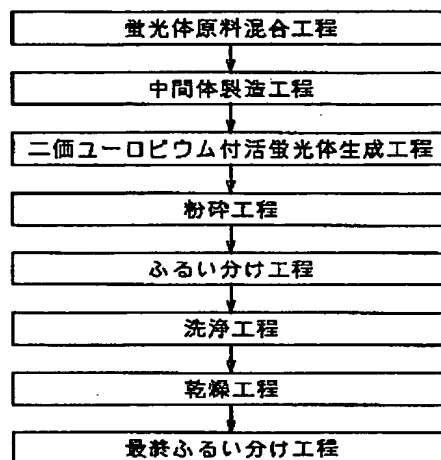 蛍光体原料混合工程
中間体製造工程
二価ユーロピウム付活蛍光体生成工程
粉砕工程
ふるい分け工程
洗浄工程
乾燥工程
最終ふるい分け工程